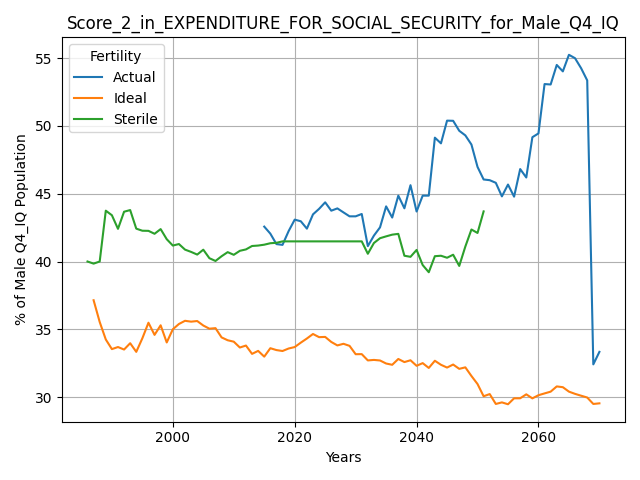 Score_2_in_EXPENDITURE_FOR_SOCIAL_SECURITY_for_Male_Q4_IQ
Fertility
Actual
Ideal
Sterile
% of Male Q4_IQ Population
55
50
45
40
35
30
2000
2020
2040
2060
Years